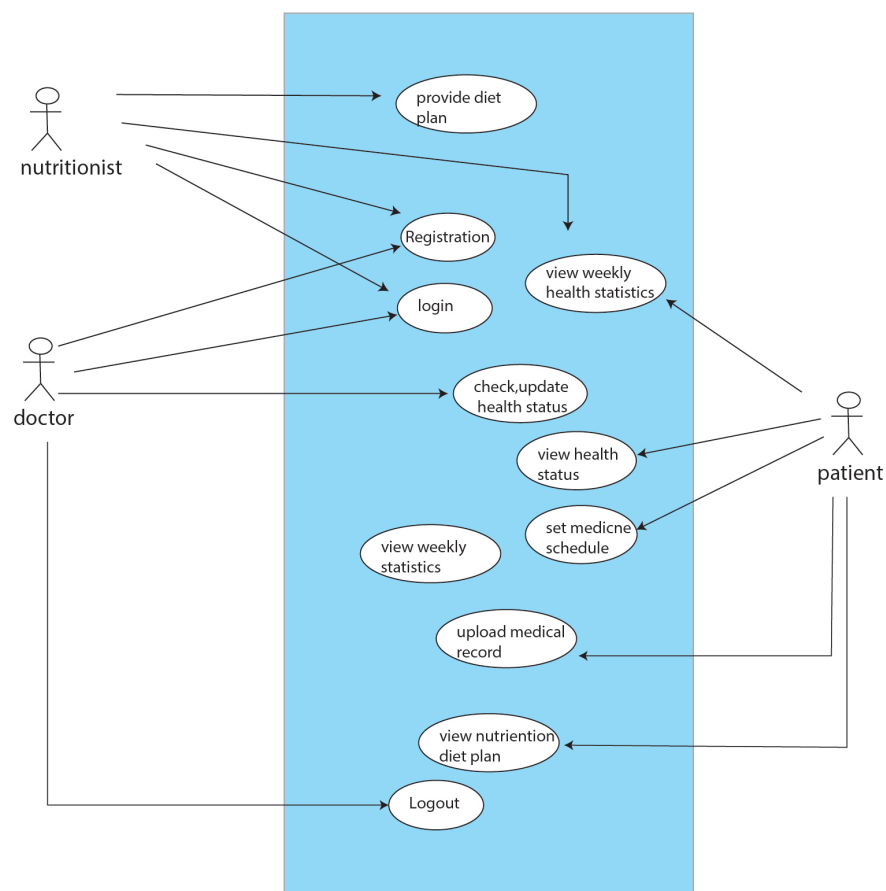 provide diet
plan
nutritionist
Registration
view weekly
health statistics
login
check,update
health status
doctor
view health
status
patient
set medicne
schedule
view weekly
statistics
upload medical
record
view nutriention
diet plan
Logout